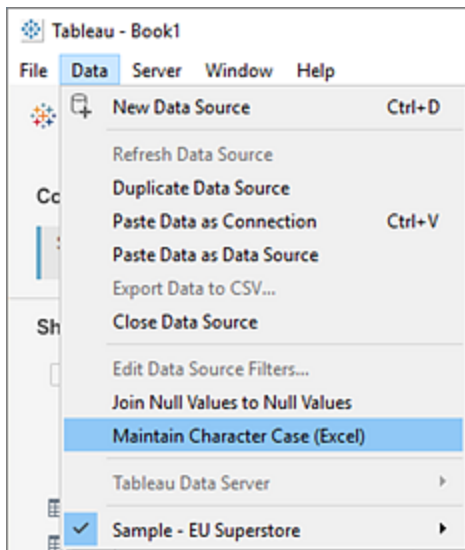 Tableau - Book1
File Data Server Window Help
New Data Source Ctrl+D
Refresh Data Source
Duplicate Data Source
Paste Data as Connection Ctrl+V
Paste Data as Data Source
Export Data to CSV...
Close Data Source
Edit Data Source Filters...
Join Null Values to Null Values
Maintain Character Case (Excel)
Tableau Data Server
Sample - EU Superstore
Co
Sh